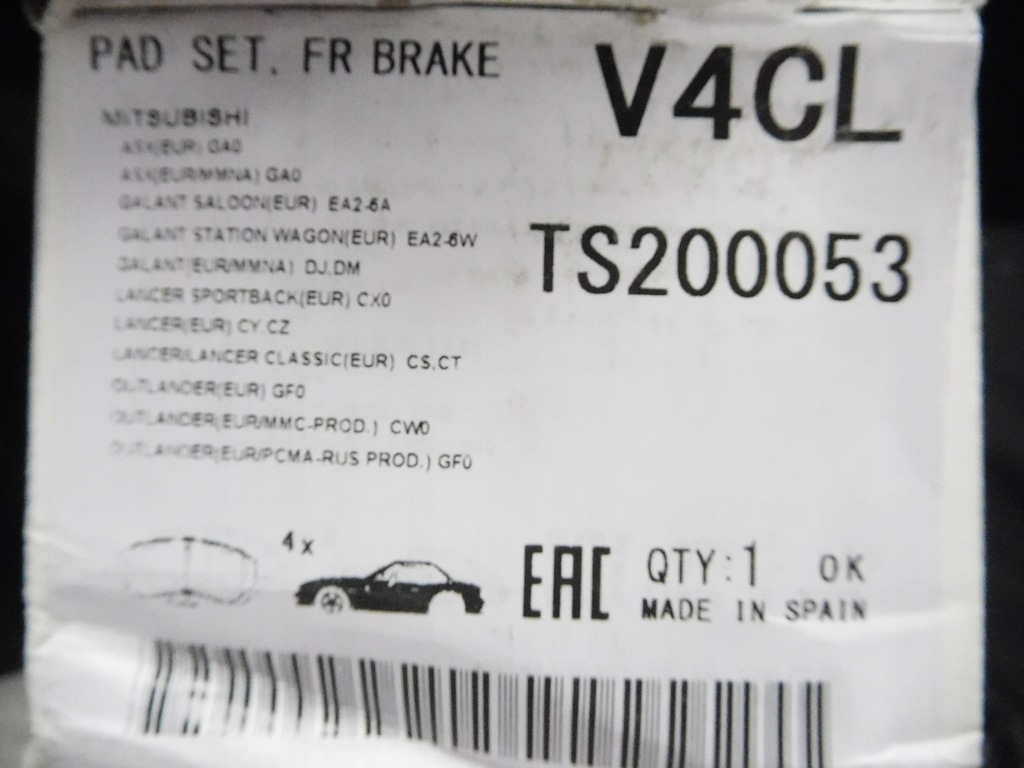 PAD SET, FR BRAKE
V4CL
MITSUBISHI
ASX(EUR) GA0
ASX(EUR/MMNA) GA0
GALANT SALOON(EUR) EA2-6A
GALANT STATION WAGON(EUR) EA2-6W
TS200053
GALANT(EUR/MMNA) DJ,DM
LANCER SPORTBACK(EUR) CX0
LANCER(EUR) CY,CZ
LANCER/LANCER CLASSIC(EUR) CS,CT
OUTLANDER(EUR) GF0
OUTLANDER(EUR/MMC-PROD.) CW0
OUTLANDER(EUR/PCMA-RUS PROD.) GF0
4 x
EAC QTY:1 OK
MADE IN SPAIN